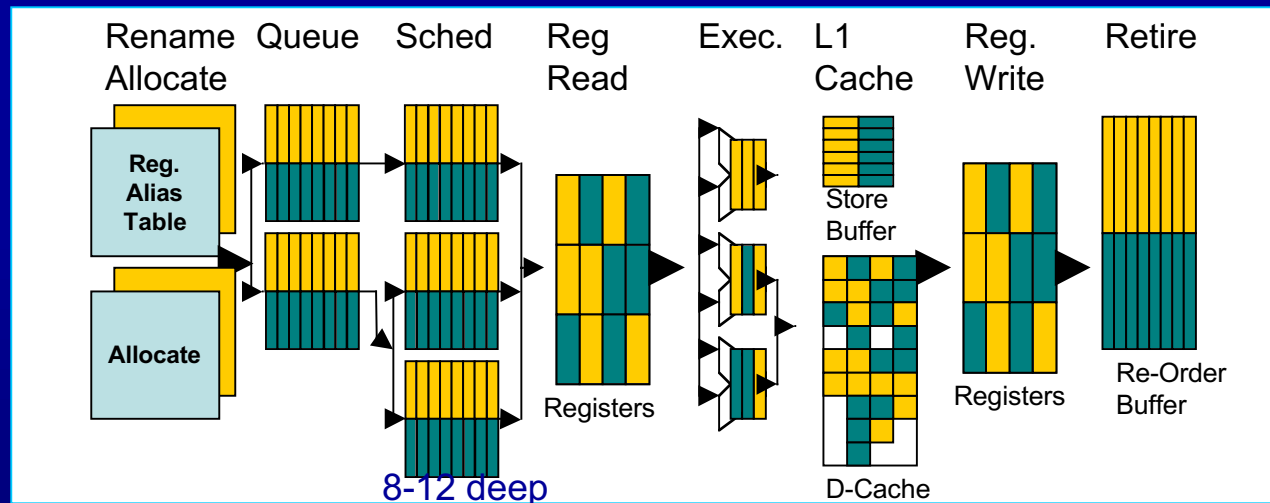 Rename
Allocate
Queue
Sched
Reg
Read
Exec.
L1
Cache
Reg.
Write
Retire
Reg.
Alias
Table
Allocate
8-12 deep
Registers
Store
Buffer
D-Cache
Registers
Re-Order
Buffer